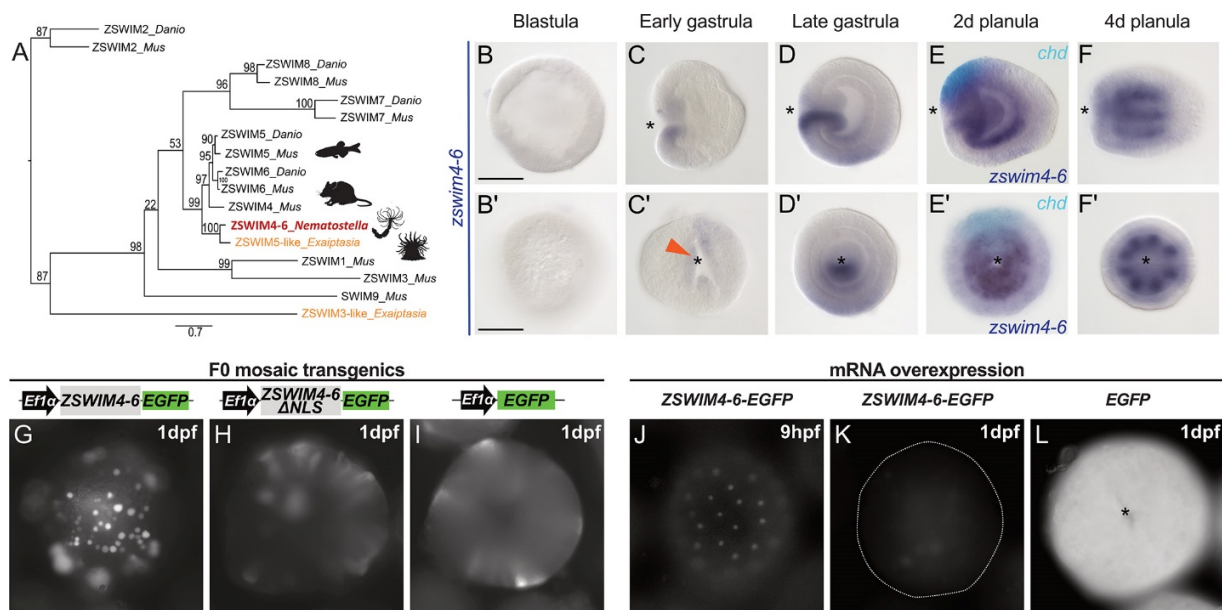 A
87
ZSWIM2_Danio
ZSWIM2_Mus
98
ZSWIM8_Danio
ZSWIM8_Mus
96
100
ZSWIM7_Danio
ZSWIM7_Mus
53
90
ZSWIM5_Danio
95
ZSWIM5_Mus
ZSWIM6_Danio
100
97
ZSWIM6_Mus
99
ZSWIM4_Mus
ZSWIM4-6_Nematostella
100
ZSWIM5-like_Exaiptasia
22
98
99
ZSWIM1_Mus
ZSWIM3_Mus
87
SWIM9_Mus
ZSWIM3-like_Exaiptasia
0.7
Blastula
Early gastrula
Late gastrula
2d planula
4d planula
zswim4-6
B
C
*
D
*
E
chd
*
zswim4-6
F
*
B'
C'
*
D'
*
E'
chd
*
zswim4-6
F'
*
F0 mosaic transgenics
Ef1α ZSWIM4-6 EGFP
Ef1α ZSWIM4-6 ΔNLS EGFP
Ef1α EGFP
G
1dpf
H
1dpf
I
1dpf
mRNA overexpression
ZSWIM4-6-EGFP
ZSWIM4-6-EGFP
EGFP
J
9hpf
K
1dpf
L
1dpf
*